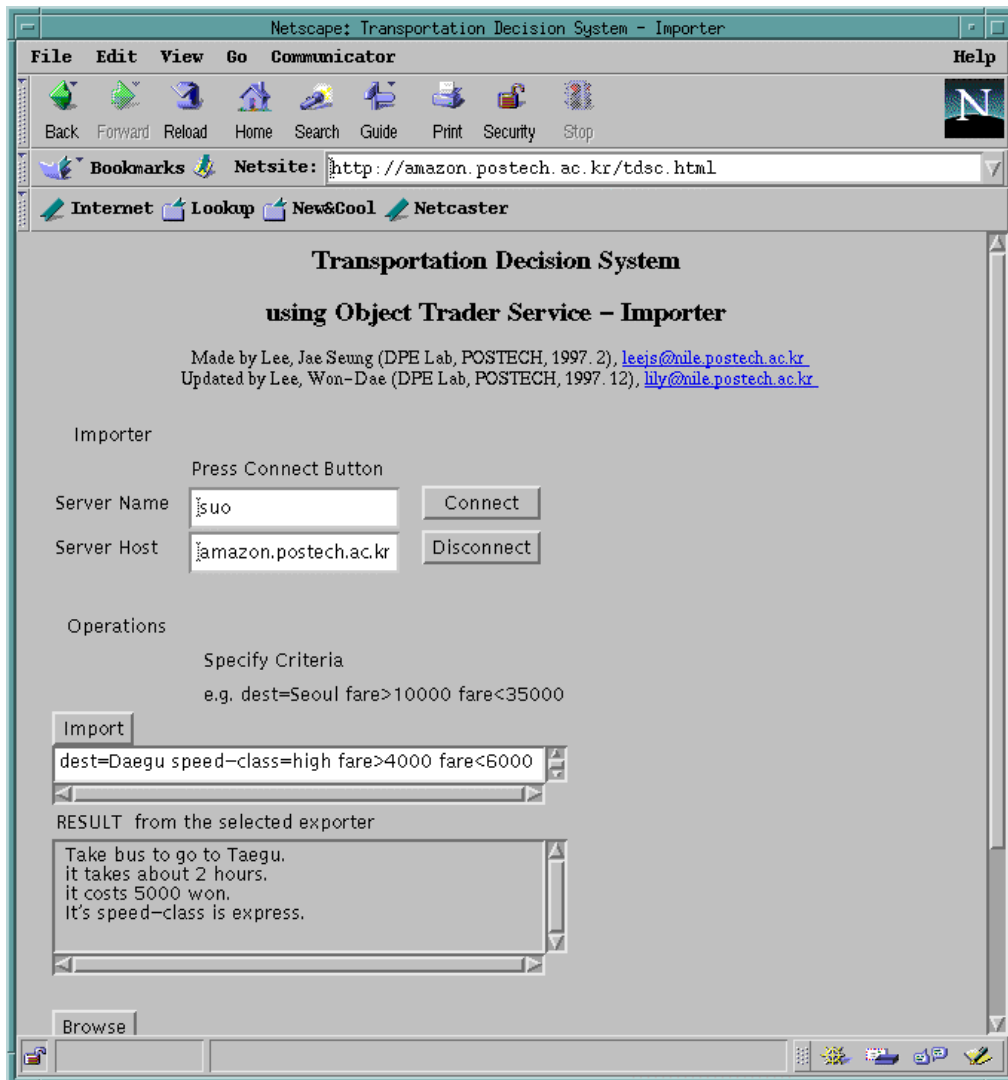 Netscape: Transportation Decision System - Importer
File Edit View Go Communicator Help
N
Back Forward Reload Home Search Guide Print Security Stop
Bookmarks Netsite: http://amazon.postech.ac.kr/tdsc.html
Internet Lookup New&Cool Netcaster
Transportation Decision System
using Object Trader Service - Importer
Made by Lee, Jae Seung (DPE Lab, POSTECH, 1997. 2), leejs@nile.postech.ac.kr
Updated by Lee, Won-Dae (DPE Lab, POSTECH, 1997. 12), lily@nile.postech.ac.kr
Importer
Press Connect Button
Server Name suo Connect
Server Host amazon.postech.ac.kr Disconnect
Operations
Specify Criteria
e.g. dest=Seoul fare>10000 fare<35000
Import
dest=Daegu speed-class=high fare>4000 fare<6000
RESULT from the selected exporter
Take bus to go to Taegu.
it takes about 2 hours.
it costs 5000 won.
It's speed-class is express.
Browse